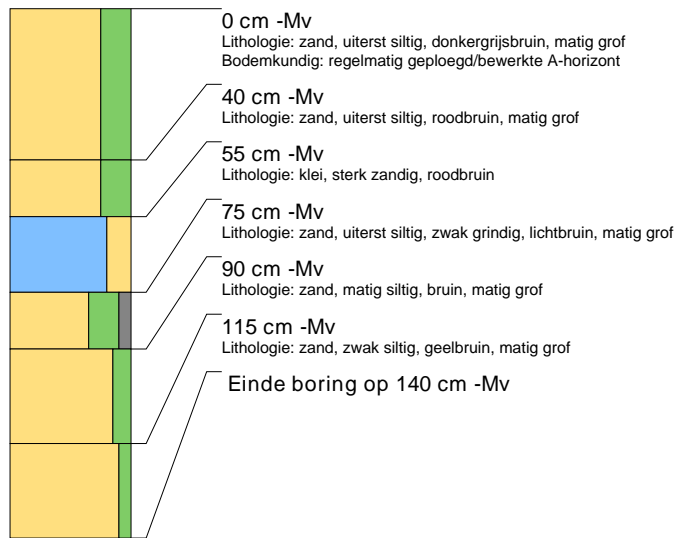 0 cm -Mv
Lithologie: zand, uiterst siltig, donkergrijsbruin, matig grof
Bodemkundig: regelmatig geploegd/bewerkte A-horizont
40 cm -Mv
Lithologie: zand, uiterst siltig, roodbruin, matig grof
55 cm -Mv
Lithologie: klei, sterk zandig, roodbruin
75 cm -Mv
Lithologie: zand, uiterst siltig, zwak grindig, lichtbruin, matig grof
90 cm -Mv
Lithologie: zand, matig siltig, bruin, matig grof
115 cm -Mv
Lithologie: zand, zwak siltig, geelbruin, matig grof
Einde boring op 140 cm -Mv